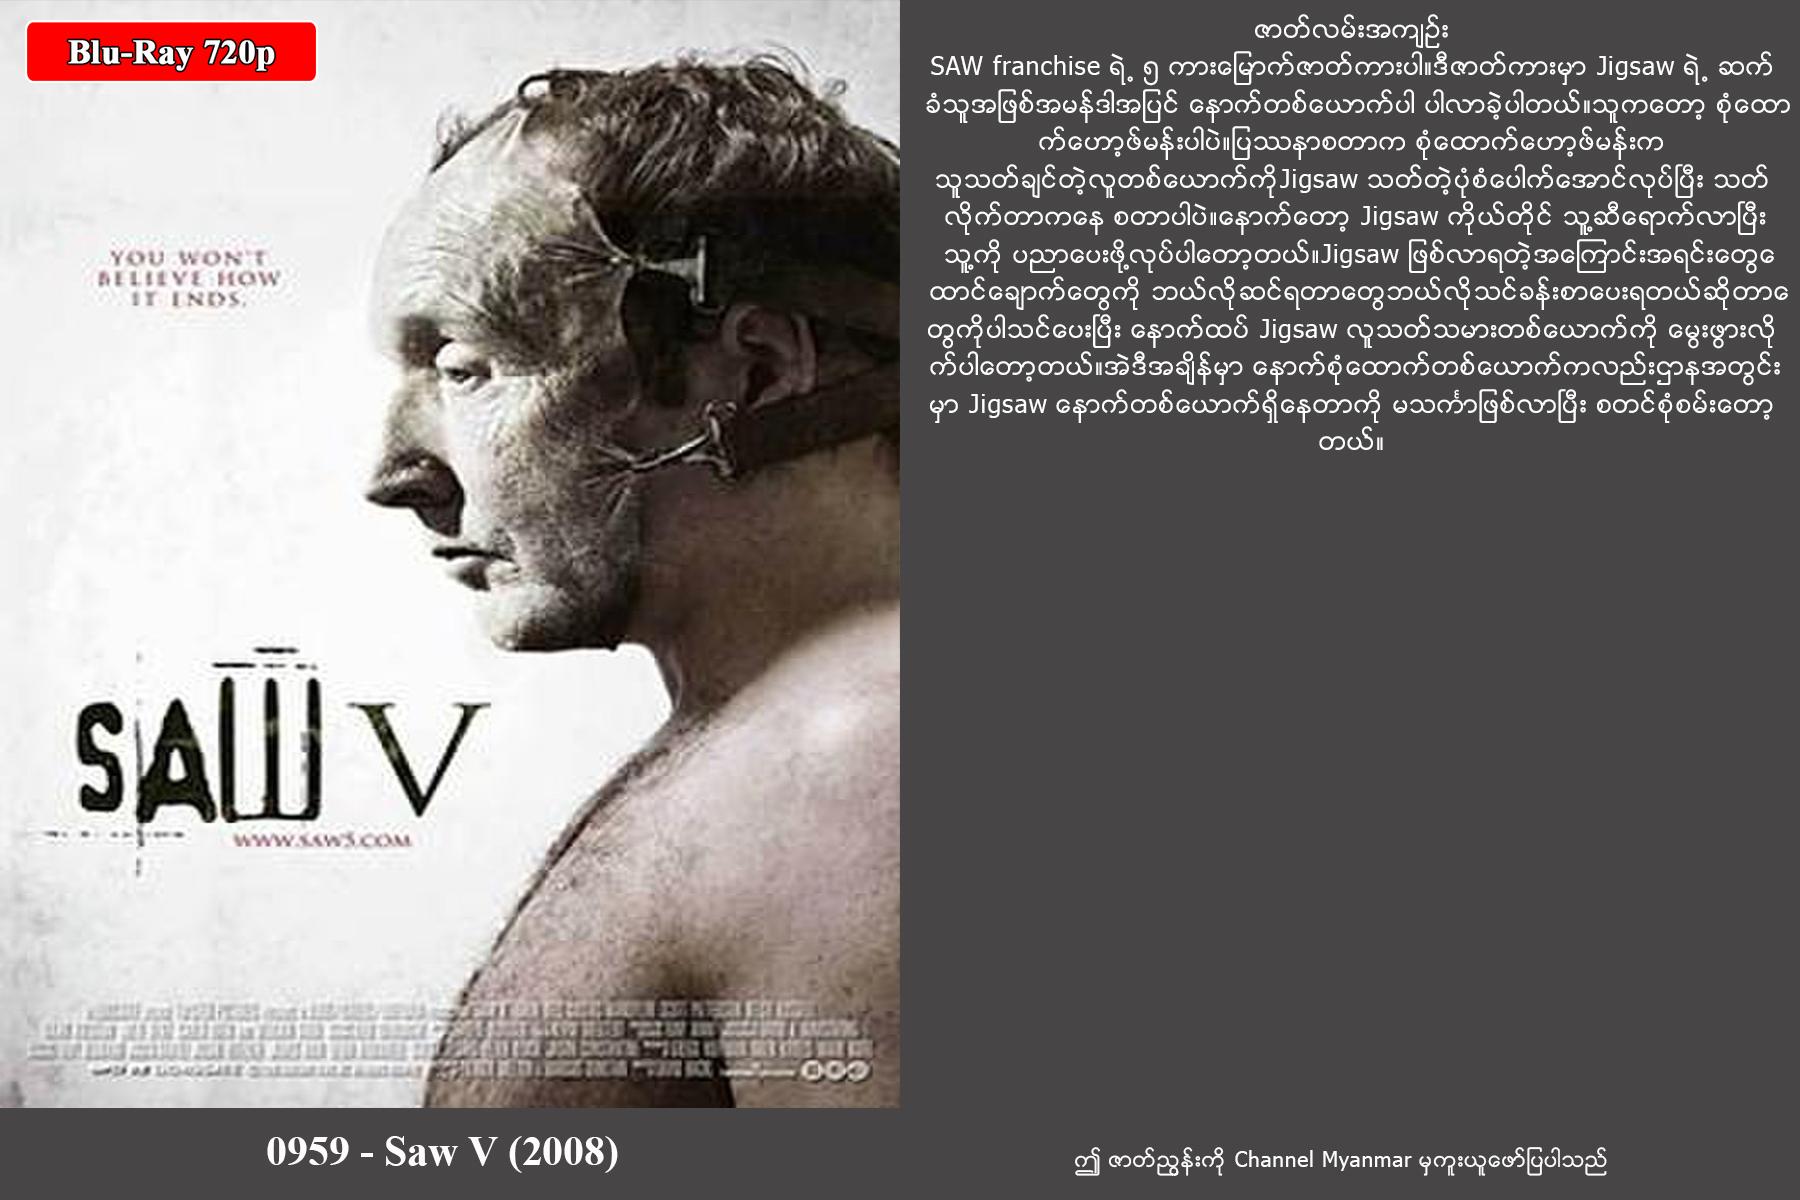 Blu-Ray 720p
YOU WON'T
BELIEVE HOW
IT ENDS.
SAW V
WWW.SAW5.COM
0959 - Saw V (2008)
ဇာတ်လမ်းအကျဉ်း
SAW franchise ရဲ့ ၅ ကားမြောက်ဇာတ်ကားပါ။ဒီဇာတ်ကားမှာ Jigsaw ရဲ့ ဆက်
ခံသူအဖြစ်အမန်ဒါအပြင် နောက်တစ်ယောက်ပါ ပါလာခဲ့ပါတယ်။သူကတော့ စုံထော
က်ဟော့ဖ်မန်းပါပဲ။ပြဿနာစတာက စုံထောက်ဟော့ဖ်မန်းက
သူသတ်ချင်တဲ့လူတစ်ယောက်ကိုJigsaw သတ်တဲ့ပုံစံပေါက်အောင်လုပ်ပြီး သတ်
လိုက်တာကနေ စတာပါပဲ။နောက်တော့ Jigsaw ကိုယ်တိုင် သူ့ဆီရောက်လာပြီး
သူ့ကို ပညာပေးဖို့လုပ်ပါတော့တယ်။Jigsaw ဖြစ်လာရတဲ့အကြောင်းအရင်းတွေေ
ထာင်ချောက်တွေကို ဘယ်လိုဆင်ရတာတွေဘယ်လိုသင်ခန်းစာပေးရတယ်ဆိုတာေ
တွကိုပါသင်ပေးပြီး နောက်ထပ် Jigsaw လူသတ်သမားတစ်ယောက်ကို မွေးဖွားလို
က်ပါတော့တယ်။အဲဒီအချိန်မှာ နောက်စုံထောက်တစ်ယောက်ကလည်းဌာနအတွင်း
မှာ Jigsaw နောက်တစ်ယောက်ရှိနေတာကို မသင်္ကာဖြစ်လာပြီး စတင်စုံစမ်းတော့
တယ်။
ဤ ဇာတ်ညွှန်းကို Channel Myanmar မှကူးယူဖော်ပြပါသည်